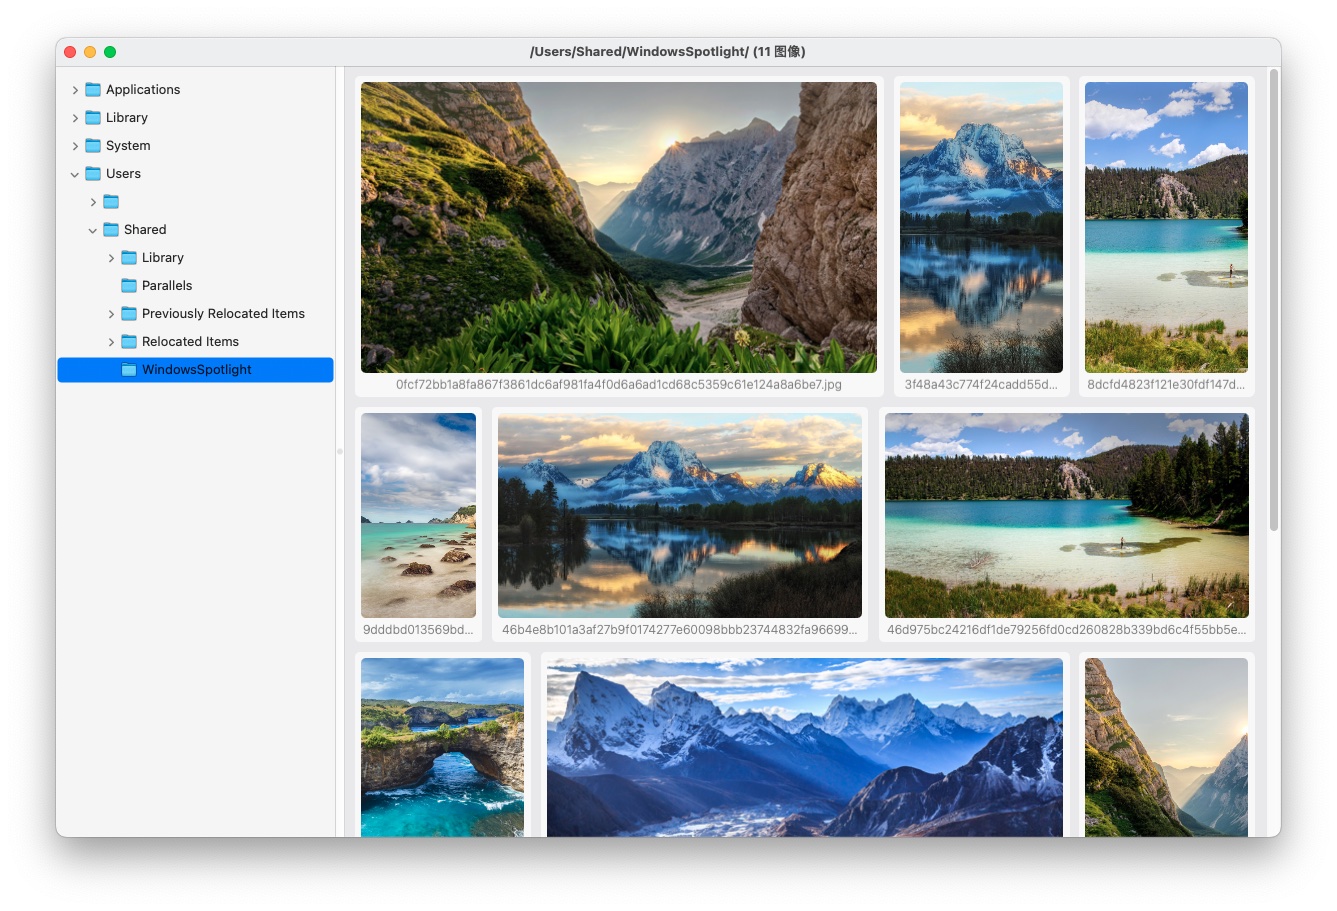 /Users/Shared/WindowsSpotlight/ (11 图像)
Applications
Library
System
Users
Shared
Library
Parallels
Previously Relocated Items
Relocated Items
WindowsSpotlight
0fcf72bb1a8fa867f3861dc6af981fa4f0d6a6ad1cd68c5359c61e124a8a6be7.jpg
3f48a43c774f24cadd55d...
8dcfd4823f121e30fdf147d...
9dddbd013569bd...
46b4e8b101a3af27b9f0174277e60098bbb23744832fa96699...
46d975bc24216df1de79256fd0cd260828b339bd6c4f55bb5e...